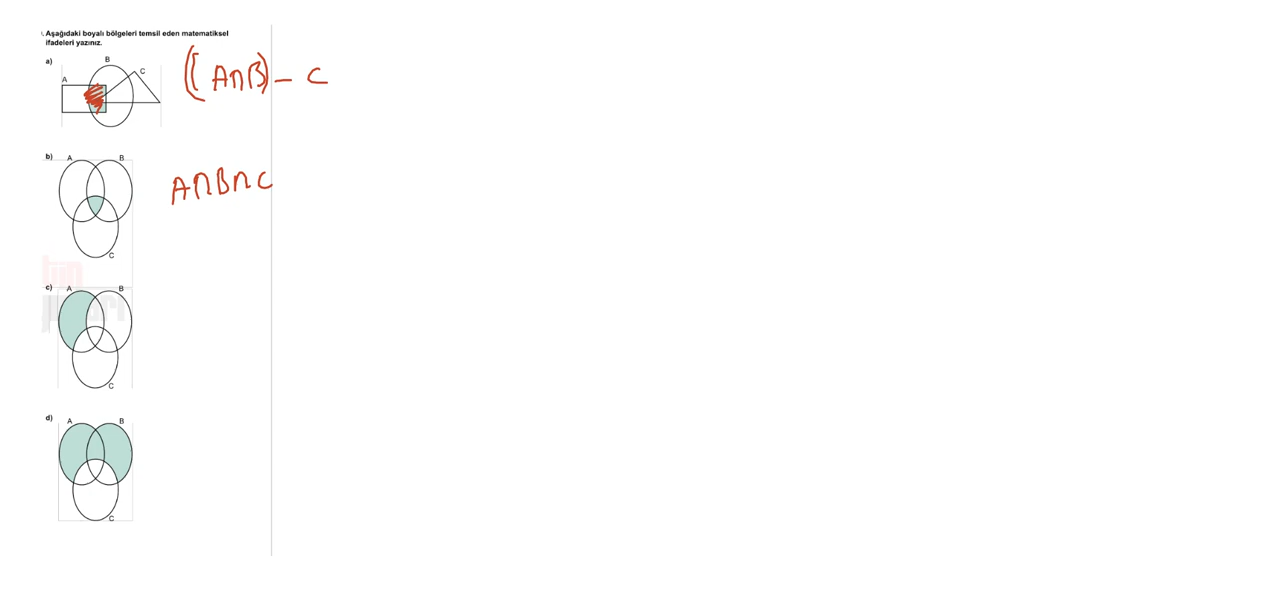 Aşağıdaki boyalı bölgeleri temsil eden matematiksel
ifadeleri yazınız.
a)
B
C
A
((A∩B)- C
b)
A
B
A∩B∩C
C
c)
A
B
C
d)
A
B
C